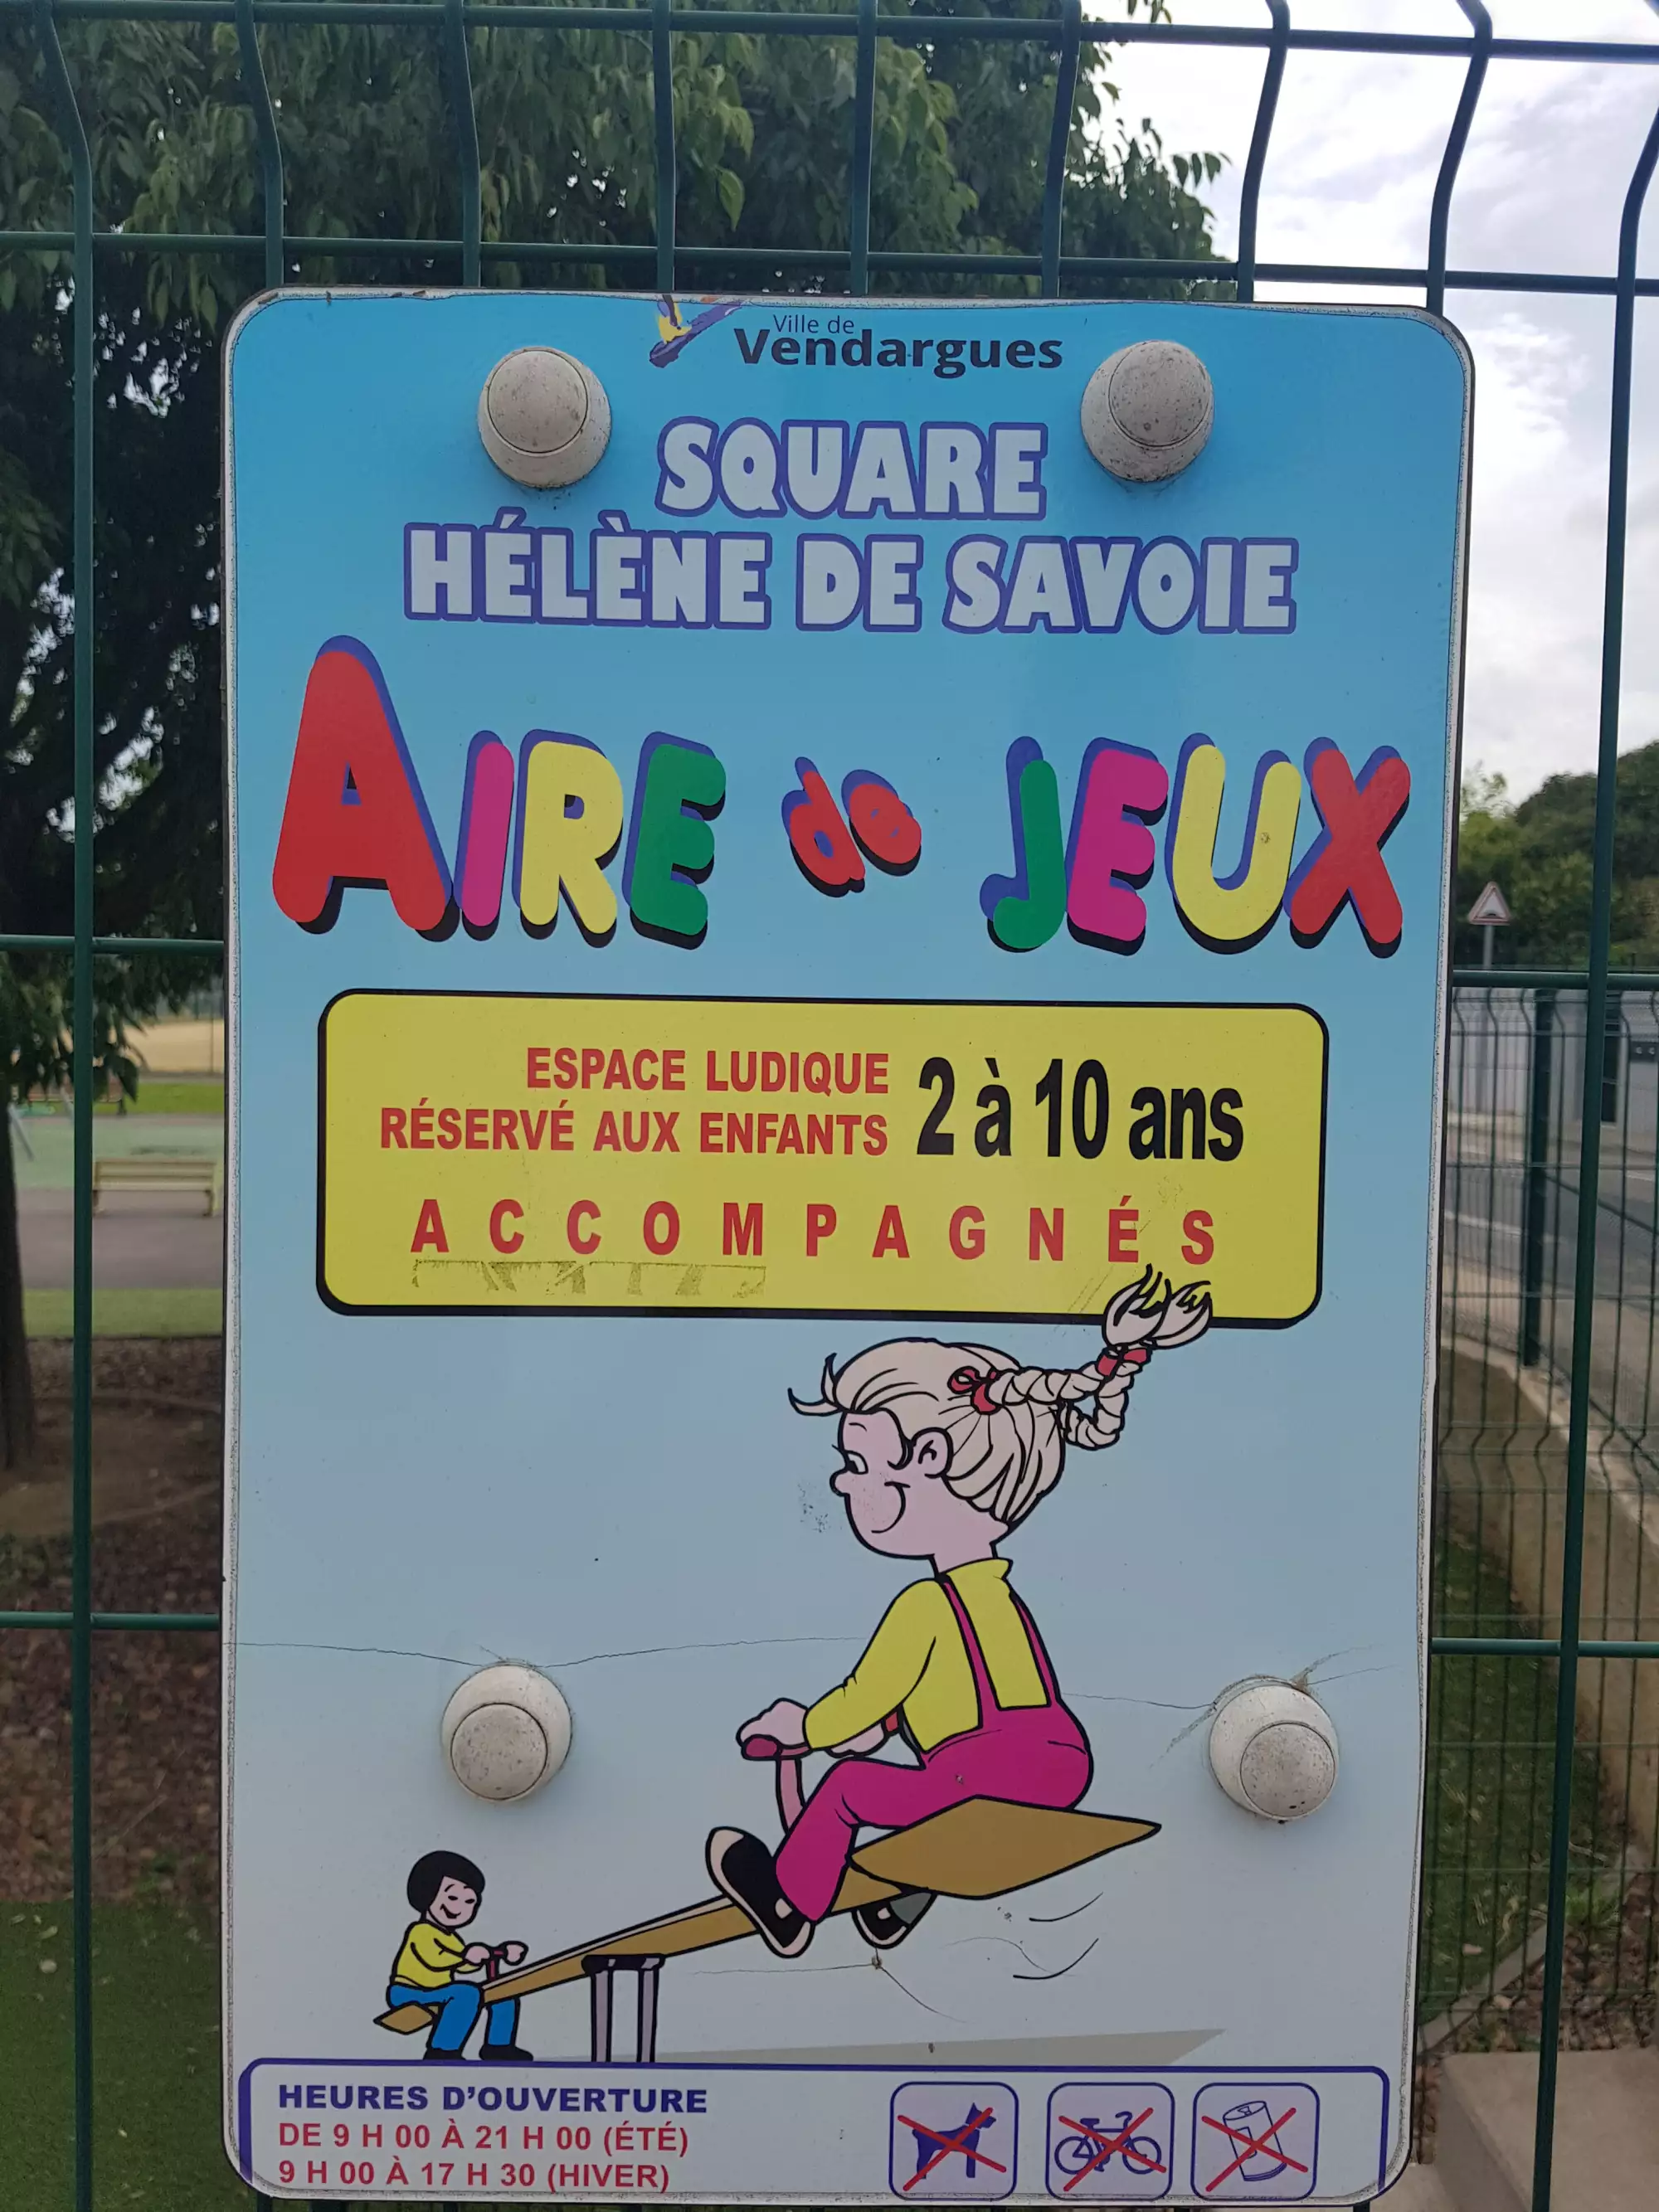 Ville de
Vendargues
SQUARE
HÉLÈNE DE SAVOIE
AIRE de JEUX
ESPACE LUDIQUE
RÉSERVÉ AUX ENFANTS 2 à 10 ans
ACCOMPAGNÉS
HEURES D'OUVERTURE
DE 9 H 00 À 21 H 00 (ÉTÉ)
9 H 00 À 17 H 30 (HIVER)